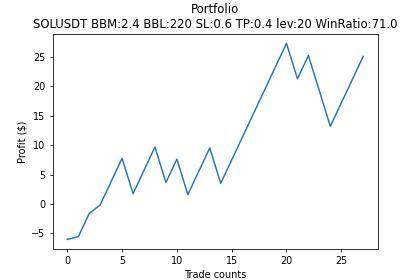 Portfolio
SOLUSDT BBM:2.4 BBL:220 SL:0.6 TP:0.4 lev:20 WinRatio:71.0
Profit ($)
25
20
15
10
5
0
−5
0 5 10 15 20 25
Trade counts